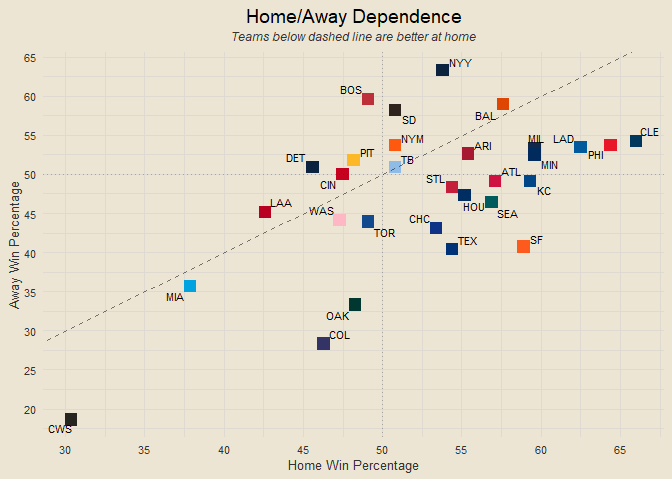 Home/Away Dependence
Teams below dashed line are better at home
65
NYY
60
BOS
BAL
SD
55
CLE
NYM
MIL
LAD
ARI
PHI
DET
PIT
TB
MIN
50
CIN
STL
ATL
KC
45
LAA
WAS
HOU
SEA
TOR
CHC
40
TEX
SF
35
MIA
OAK
30
COL
25
20
CWS
Away Win Percentage
30 35 40 45 50 55 60 65
Home Win Percentage